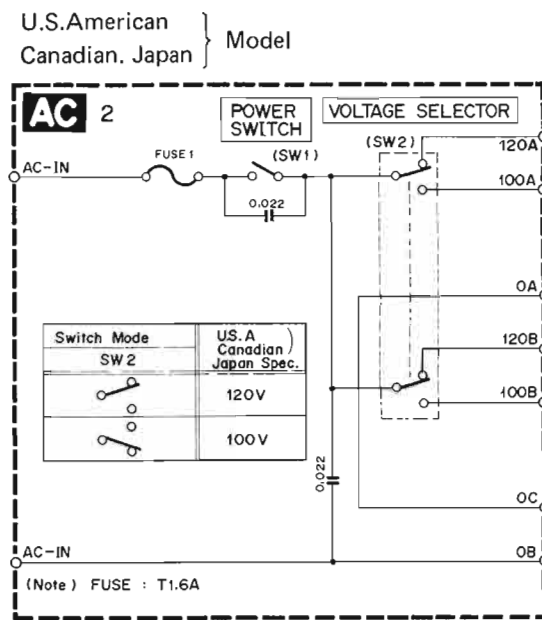 U.S.American
Canadian. Japan } Model
AC 2
POWER SWITCH
VOLTAGE SELECTOR
(SW2)
120A
FUSE 1
(SW1)
AC-IN
100A
0.022
0A
Switch Mode
SW 2
U.S.A
Canadian)
Japan Spec.
120B
120V
100B
100V
0.022
0C
AC-IN
0B
(Note) FUSE : T1.6A